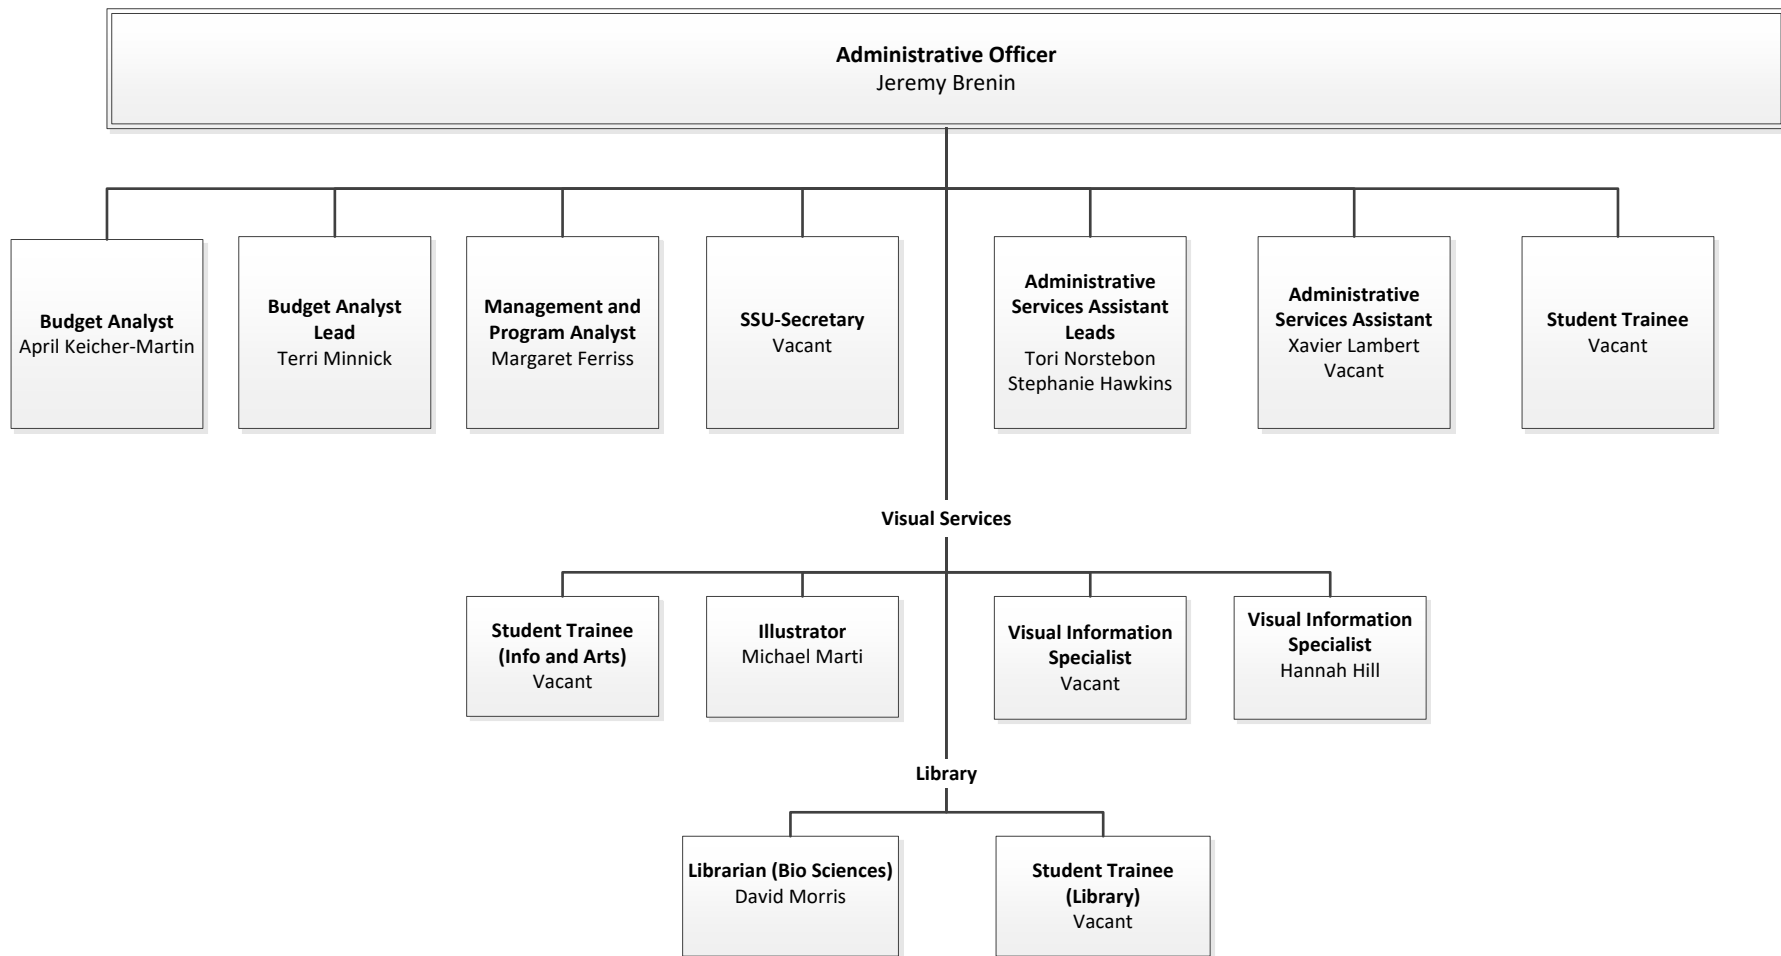 Administrative Officer
Jeremy Brenin
Budget Analyst
April Keicher-Martin
Budget Analyst
Lead
Terri Minnick
Management and
Program Analyst
Margaret Ferriss
SSU-Secretary
Vacant
Administrative
Services Assistant
Leads
Tori Norstebon
Stephanie Hawkins
Administrative
Services Assistant
Xavier Lambert
Vacant
Student Trainee
Vacant
Visual Services
Student Trainee
(Info and Arts)
Vacant
Illustrator
Michael Marti
Visual Information
Specialist
Vacant
Visual Information
Specialist
Hannah Hill
Library
Librarian (Bio Sciences)
David Morris
Student Trainee
(Library)
Vacant